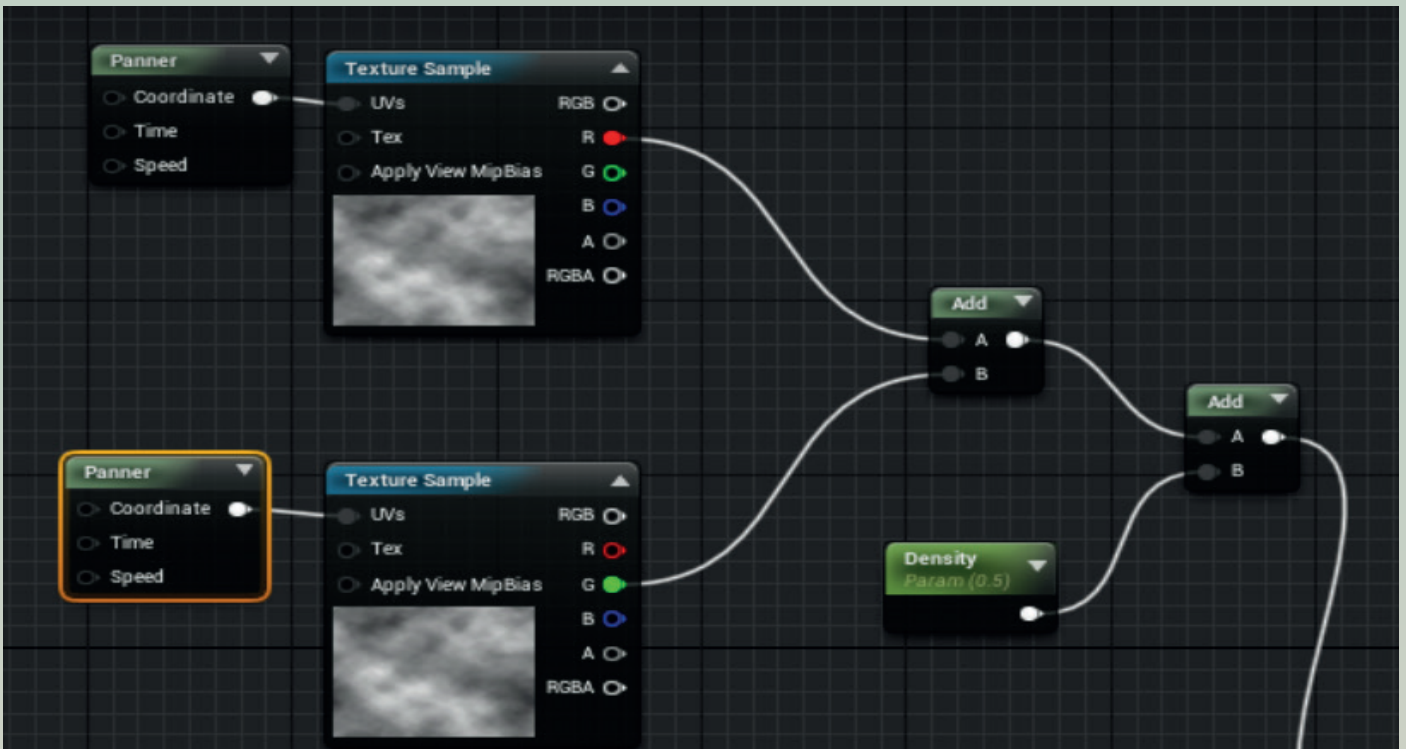 Panner
Coordinate
Time
Speed
Texture Sample
UVs RGB
Tex R
Apply View MipBias G
B
A
RGBA
Add
A
B
Add
A
B
Panner
Coordinate
Time
Speed
Texture Sample
UVs RGB
Tex R
Apply View MipBias G
B
A
RGBA
Density
Param (0.5)